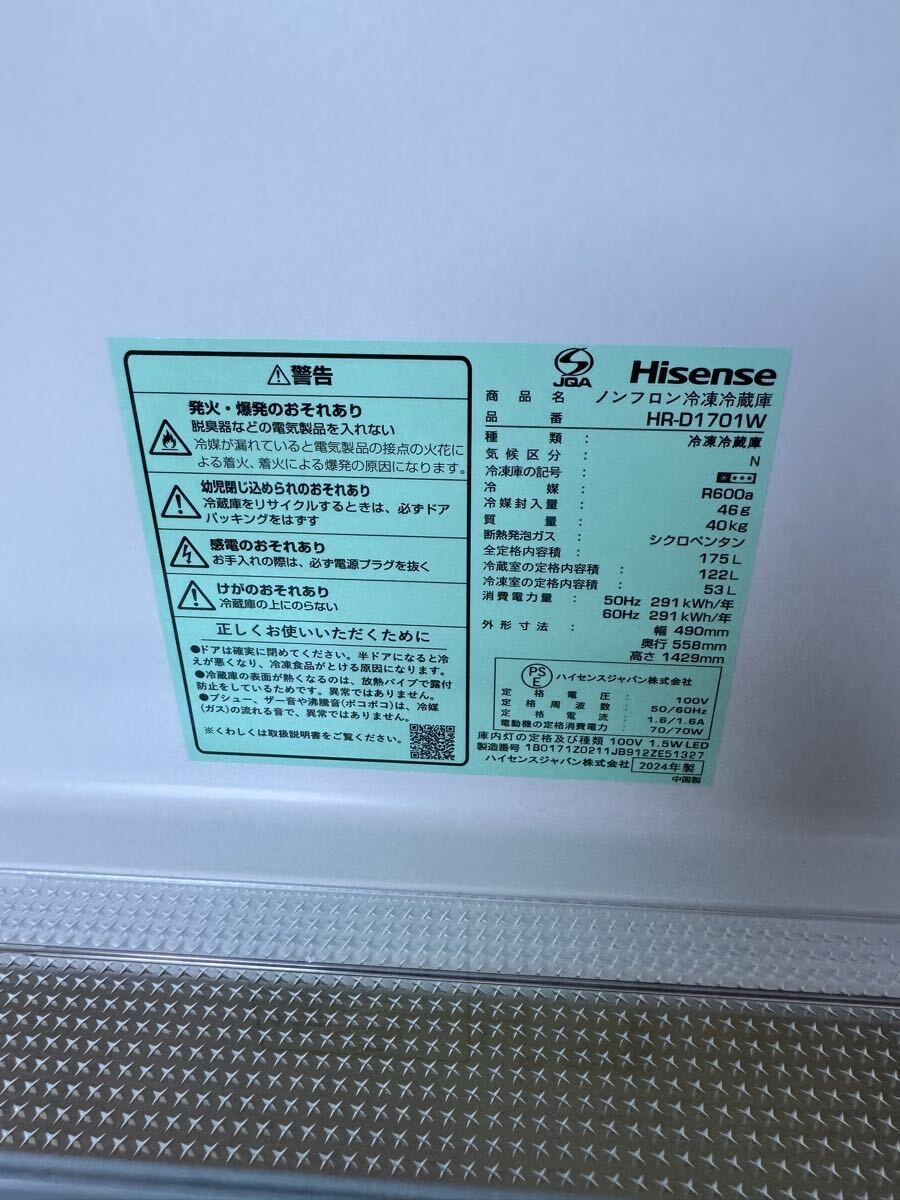 ⚠警告
発火・爆発のおそれあり
脱臭器などの電気製品を入れない
冷媒が漏れていると電気製品の接点の火花に
よる着火、着火による爆発の原因になります。
幼児閉じ込められのおそれあり
冷蔵庫をリサイクルするときは、必ずドア
パッキングをはずす
感電のおそれあり
お手入れの際は、必ず電源プラグを抜く
けがのおそれあり
冷蔵庫の上にのらない
正しくお使いいただくために
●ドアは確実に閉めてください。半ドアになると冷
えが悪くなり、冷凍食品がとける原因になります。
●冷蔵庫の表面が熱くなるのは、放熱パイプで露付
防止をしているためです。異常ではありません。
●プシュー、ザー音や沸騰音(ポコポコ)は、冷媒
(ガス)の流れる音で、異常ではありません。
※くわしくは取扱説明書をご覧ください。
JQA
Hisense
商品名 ノンフロン冷凍冷蔵庫
品番 HR-D1701W
種類 : 冷凍冷蔵庫
気候区分 : N
冷凍庫の記号 : ****
冷媒 : R600a
冷媒封入量 : 46g
質量 : 40kg
断熱発泡ガス : シクロペンタン
全定格内容積 : 175L
冷蔵室の定格内容積 : 122L
冷凍室の定格内容積 : 53L
消費電力量 : 50Hz 291kWh/年
60Hz 291kWh/年
外形寸法 : 幅 490mm
奥行 558mm
高さ 1429mm
PS
E
ハイセンスジャパン株式会社
定格電圧 : 100V
定格周波数 : 50/60Hz
定格電流 : 1.6/1.6A
電動機の定格消費電力 : 70/70W
庫内灯の定格及び種類 100V 1.5W LED
製造番号 1B0171Z0211JB912ZE51327
ハイセンスジャパン株式会社 2024年製
中国製